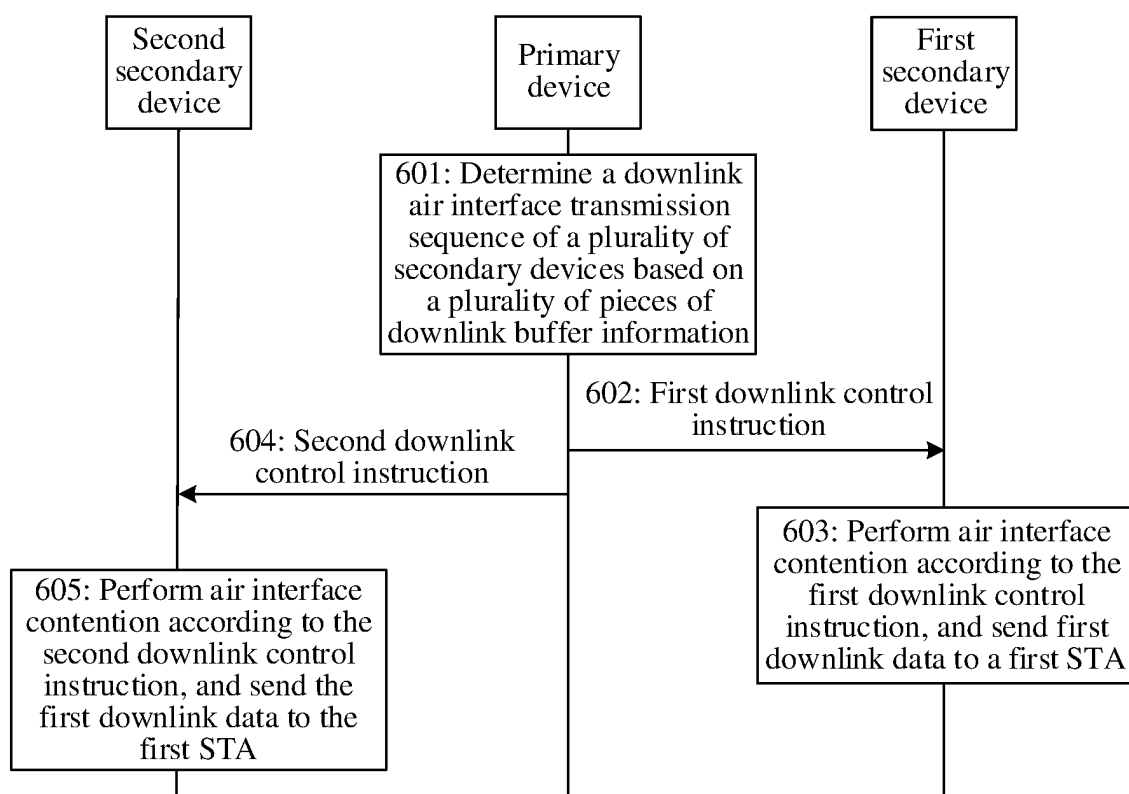 Second
secondary
device
Primary
device
First
secondary
device
601: Determine a downlink
air interface transmission
sequence of a plurality of
secondary devices based on
a plurality of pieces of
downlink buffer information
602: First downlink control
instruction
604: Second downlink
control instruction
603: Perform air interface
contention according to the
first downlink control
instruction, and send first
downlink data to a first STA
605: Perform air interface
contention according to the
second downlink control
instruction, and send the
first downlink data to the
first STA